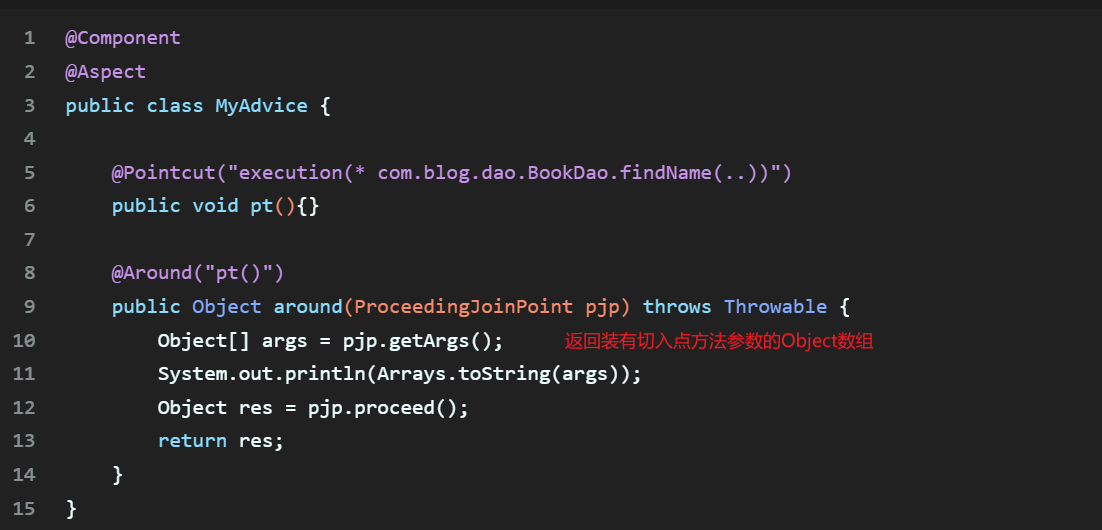 1 @Component
2 @Aspect
3 public class MyAdvice {
4
5     @Pointcut("execution(* com.blog.dao.BookDao.findName(..))")
6     public void pt(){}
7
8     @Around("pt()")
9     public Object around(ProceedingJoinPoint pjp) throws Throwable {
10         Object[] args = pjp.getArgs();     返回装有切入点方法参数的Object数组
11         System.out.println(Arrays.toString(args));
12         Object res = pjp.proceed();
13         return res;
14     }
15 }